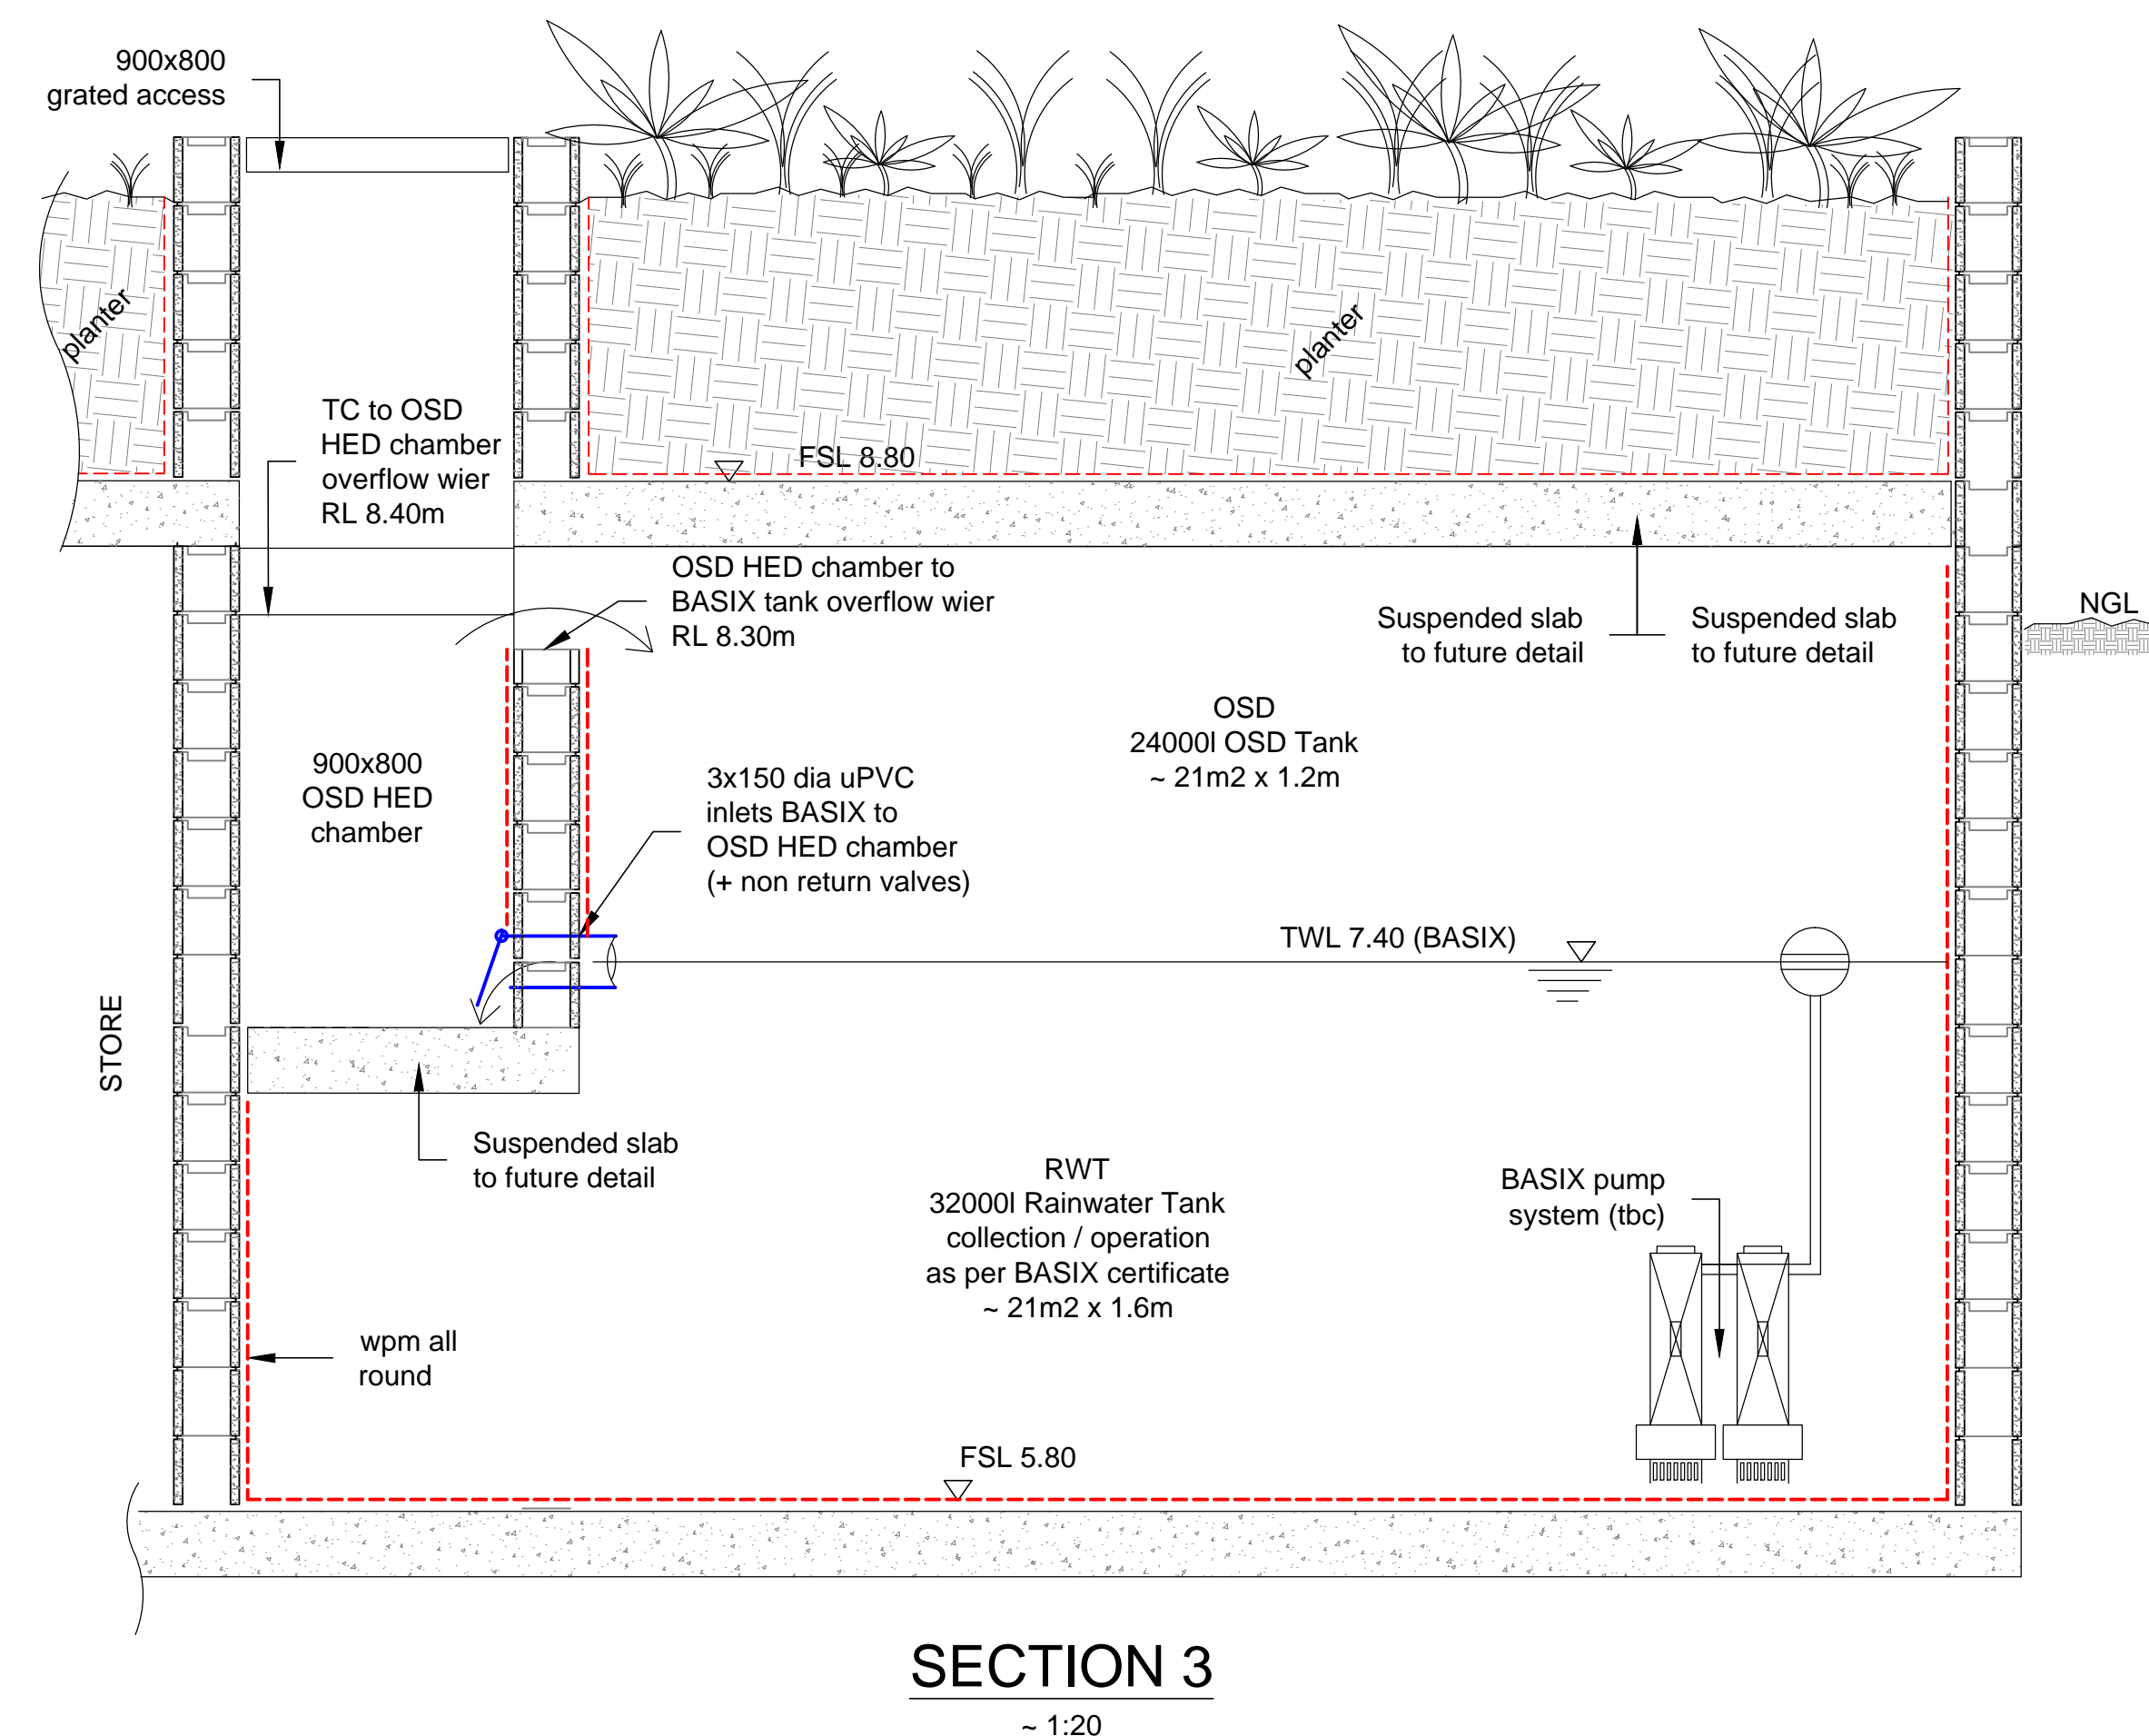 900x800
grated access
planter
planter
TC to OSD
HED chamber
overflow wier
RL 8.40m
FSL 8.80
OSD HED chamber to
BASIX tank overflow wier
RL 8.30m
Suspended slab
to future detail
Suspended slab
to future detail
NGL
OSD
24000l OSD Tank
~ 21m2 x 1.2m
900x800
OSD HED
chamber
3x150 dia uPVC
inlets BASIX to
OSD HED chamber
(+ non return valves)
TWL 7.40 (BASIX)
STORE
Suspended slab
to future detail
RWT
32000l Rainwater Tank
collection / operation
as per BASIX certificate
~ 21m2 x 1.6m
BASIX pump
system (tbc)
wpm all
round
FSL 5.80
SECTION 3
~ 1:20